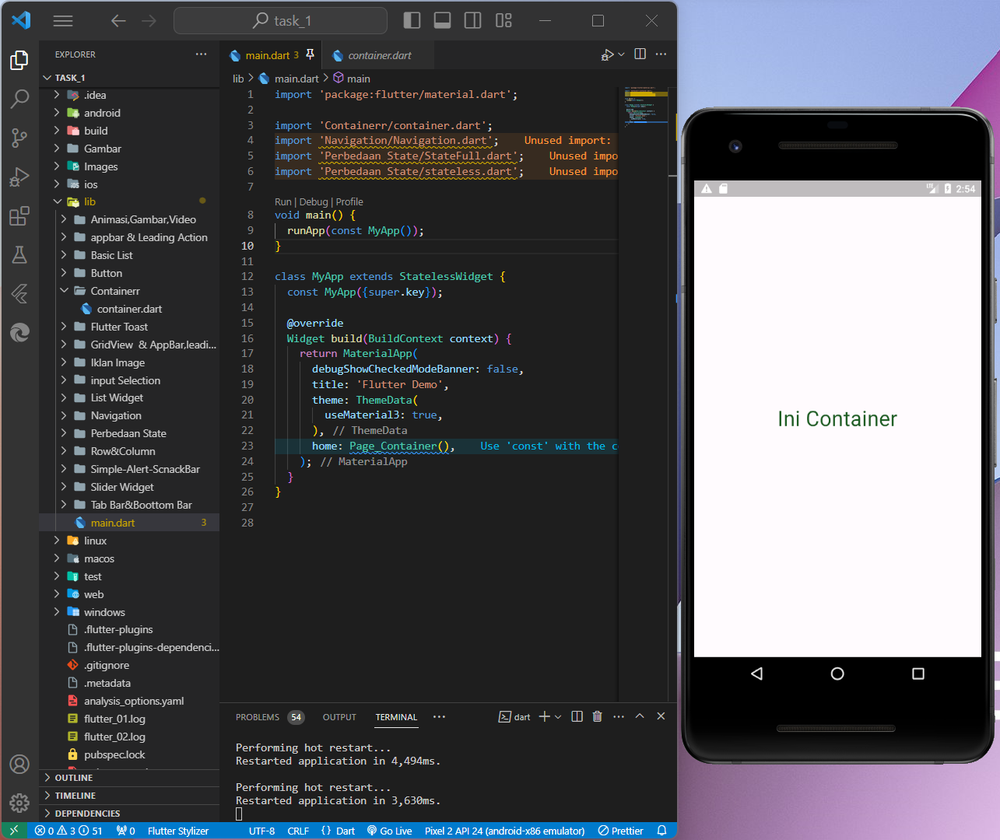 task_1
EXPLORER
TASK_1
.idea
android
build
Gambar
Images
ios
lib
Animasi,Gambar,Video
appbar & Leading Action
Basic List
Button
Containerr
container.dart
Flutter Toast
GridView  & AppBar,leadi...
Iklan Image
input Selection
List Widget
Navigation
Perbedaan State
Row&Column
Simple-Alert-ScnackBar
Slider Widget
Tab Bar&Boottom Bar
main.dart 3
linux
macos
test
web
windows
.flutter-plugins
.flutter-plugins-dependenci...
.gitignore
.metadata
analysis_options.yaml
flutter_01.log
flutter_02.log
pubspec.lock
OUTLINE
TIMELINE
DEPENDENCIES
main.dart 3
container.dart
lib > main.dart > main
1 import 'package:flutter/material.dart';
2
3 import 'Containerr/container.dart';
4 import 'Navigation/Navigation.dart'; Unused import:
5 import 'Perbedaan State/StateFull.dart'; Unused impo
6 import 'Perbedaan State/stateless.dart'; Unused impo
7
Run | Debug | Profile
8 void main() {
9 runApp(const MyApp());
10 }
11
12 class MyApp extends StatelessWidget {
13 const MyApp({super.key});
14
15 @override
16 Widget build(BuildContext context) {
17 return MaterialApp(
18 debugShowCheckedModeBanner: false,
19 title: 'Flutter Demo',
20 theme: ThemeData(
21 useMaterial3: true,
22 ), // ThemeData
23 home: Page_Container(), Use 'const' with the c
24 ); // MaterialApp
25 }
26 }
27
28
PROBLEMS 54 OUTPUT TERMINAL dart
Performing hot restart...
Restarted application in 4,494ms.
Performing hot restart...
Restarted application in 3,630ms.
0 3 51 0 Flutter Stylizer UTF-8 CRLF {} Dart Go Live Pixel 2 API 24 (android-x86 emulator) Prettier
LTE 2:54
Ini Container